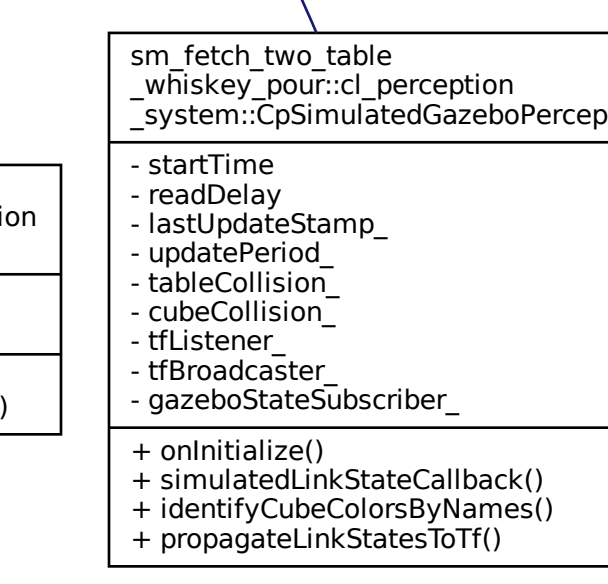 sm_fetch_two_table
_whiskey_pour::cl_perception
_system::CpSimulatedGazeboPercep
- startTime
- readDelay
- lastUpdateStamp_
- updatePeriod_
- tableCollision_
- cubeCollision_
- tfListener_
- tfBroadcaster_
- gazeboStateSubscriber_
+ onInitialize()
+ simulatedLinkStateCallback()
+ identifyCubeColorsByNames()
+ propagateLinkStatesToTf()
ion
)